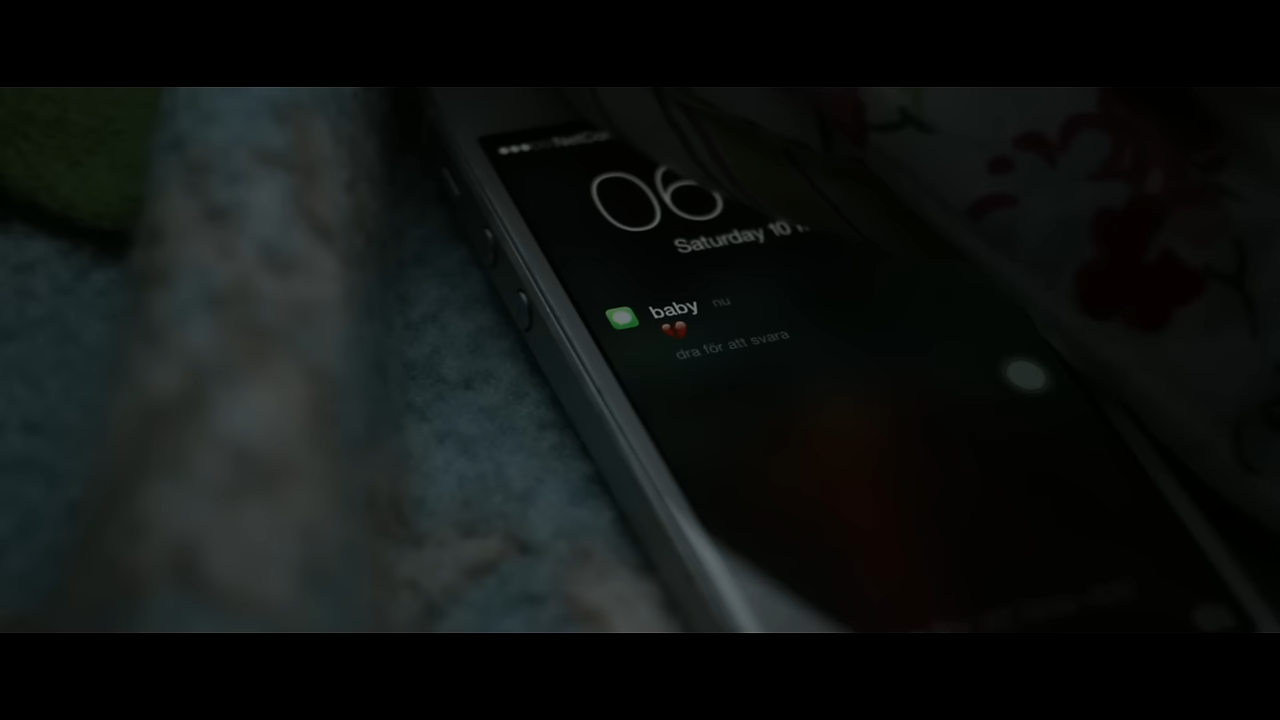 06
Saturday 10
baby nu
💔
dra för att svara